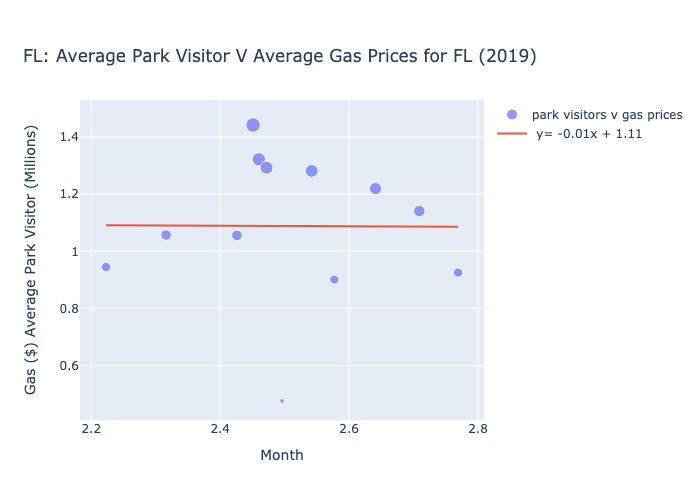 FL: Average Park Visitor V Average Gas Prices for FL (2019)
park visitors v gas prices
y= -0.01x + 1.11
Gas ($) Average Park Visitor (Millions)
1.4
1.2
1
0.8
0.6
2.2
2.4
2.6
2.8
Month